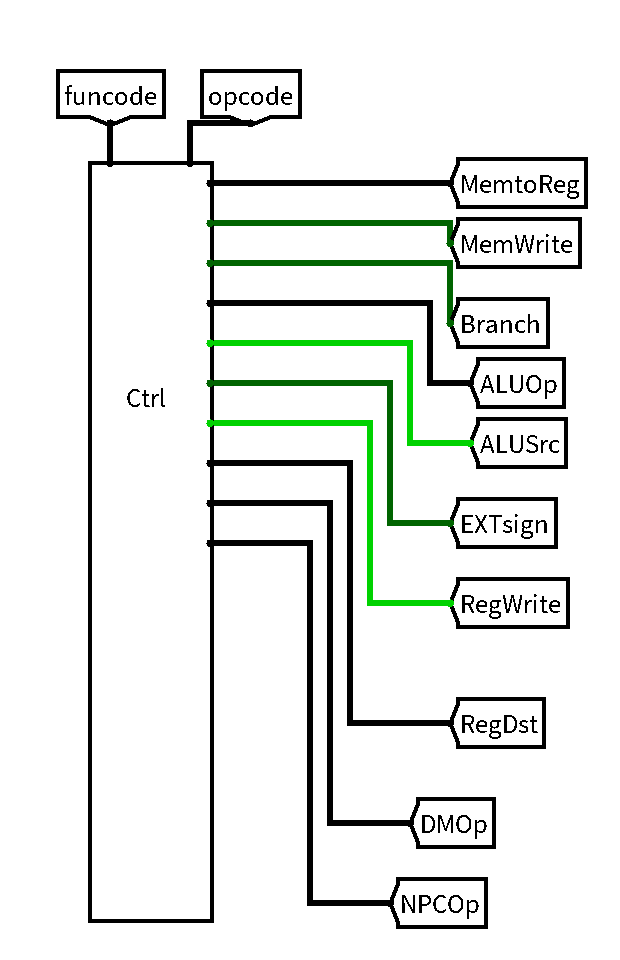 funcode
opcode
MemtoReg
MemWrite
Branch
ALUOp
Ctrl
ALUSrc
EXTsign
RegWrite
RegDst
DMOp
NPCOp